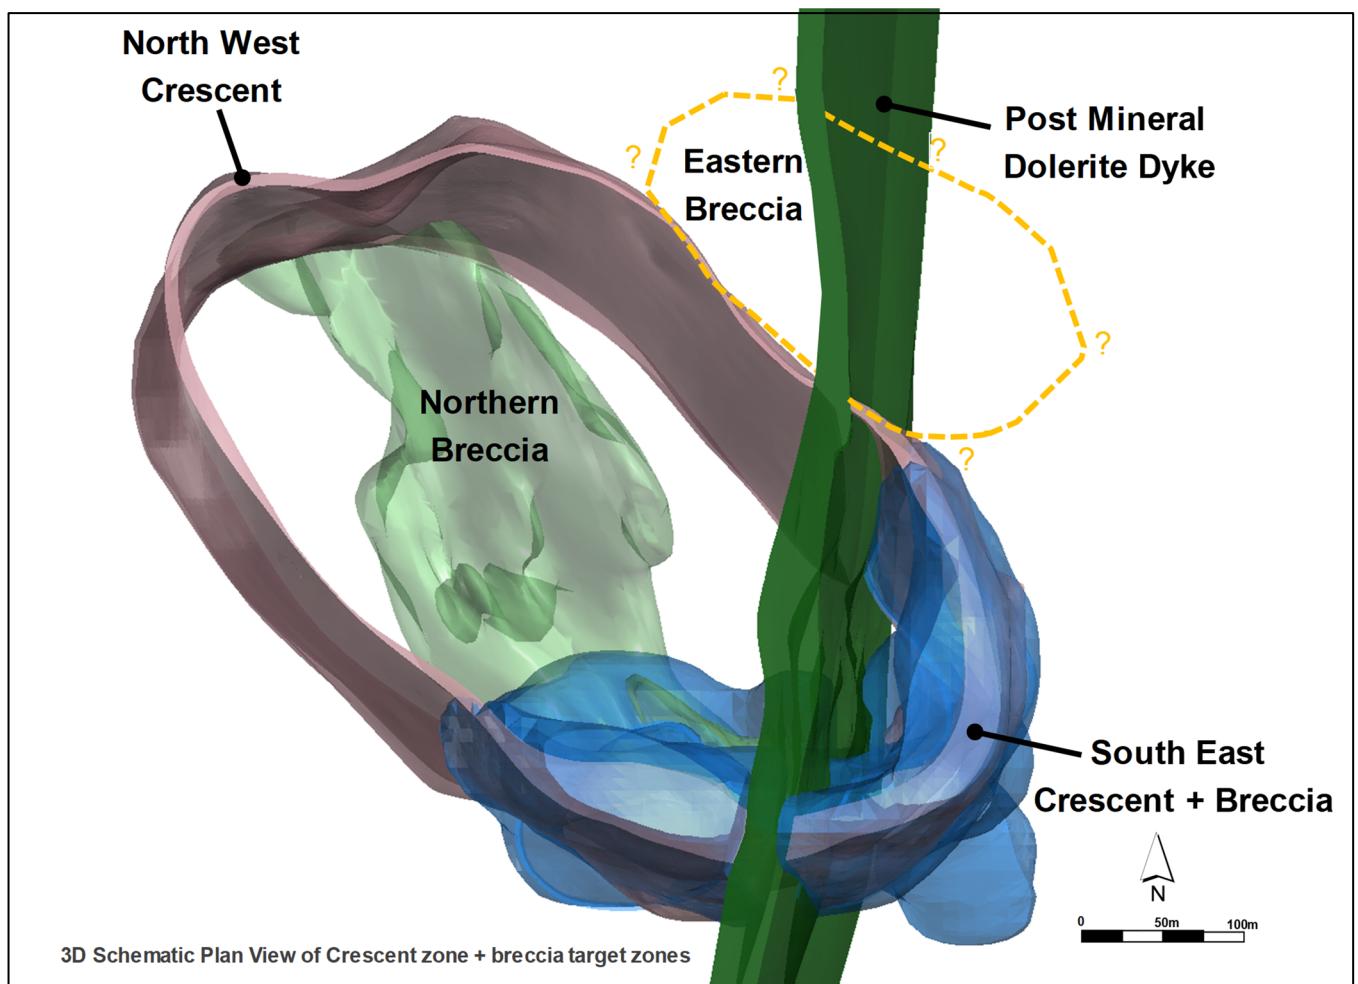 North West
Crescent
?
?
Eastern
Breccia
Post Mineral
Dolerite Dyke
?
?
Northern
Breccia
?
South East
Crescent + Breccia
N
0 50m 100m
3D Schematic Plan View of Crescent zone + breccia target zones